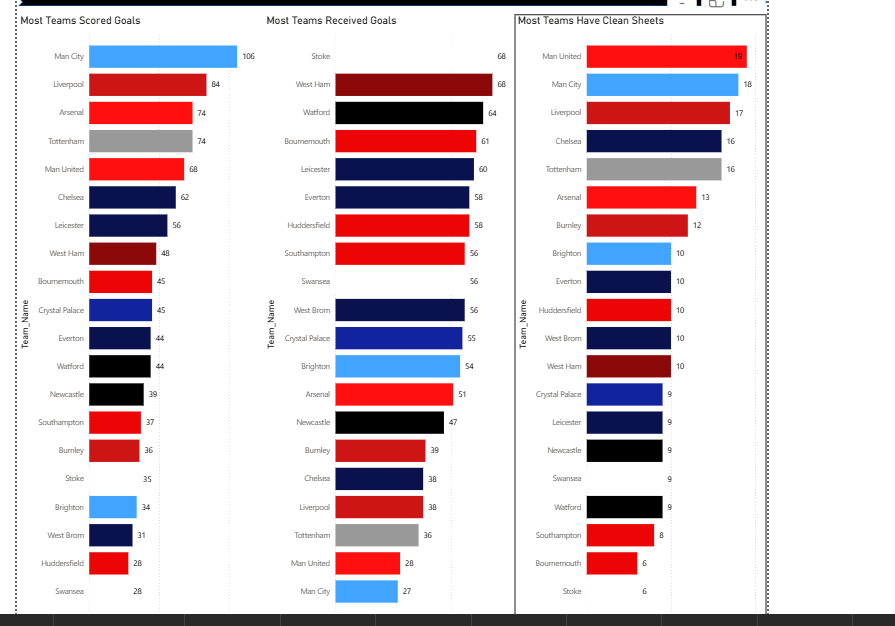 Most Teams Scored Goals
Team_Name
Man City 106
Liverpool 84
Arsenal 74
Tottenham 74
Man United 68
Chelsea 62
Leicester 56
West Ham 48
Bournemouth 45
Crystal Palace 45
Everton 44
Watford 44
Newcastle 39
Southampton 37
Burnley 36
Stoke 35
Brighton 34
West Brom 31
Huddersfield 28
Swansea 28
Most Teams Received Goals
Team_Name
Stoke 68
West Ham 68
Watford 64
Bournemouth 61
Leicester 60
Everton 58
Huddersfield 58
Southampton 56
Swansea 56
West Brom 56
Crystal Palace 55
Brighton 54
Arsenal 51
Newcastle 47
Burnley 39
Chelsea 38
Liverpool 38
Tottenham 36
Man United 28
Man City 27
Most Teams Have Clean Sheets
Team_Name
Man United 19
Man City 18
Liverpool 17
Chelsea 16
Tottenham 16
Arsenal 13
Burnley 12
Brighton 10
Everton 10
Huddersfield 10
West Brom 10
West Ham 10
Crystal Palace 9
Leicester 9
Newcastle 9
Swansea 9
Watford 9
Southampton 8
Bournemouth 6
Stoke 6